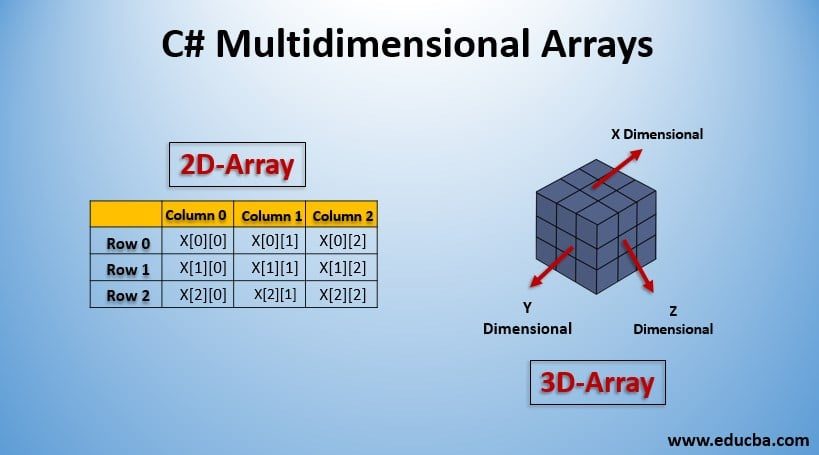 C# Multidimensional Arrays
2D-Array
Column 0 Column 1 Column 2
Row 0 X[0][0] X[0][1] X[0][2]
Row 1 X[1][0] X[1][1] X[1][2]
Row 2 X[2][0] X[2][1] X[2][2]
X Dimensional
Y
Dimensional
Z
Dimensional
3D-Array
www.educba.com